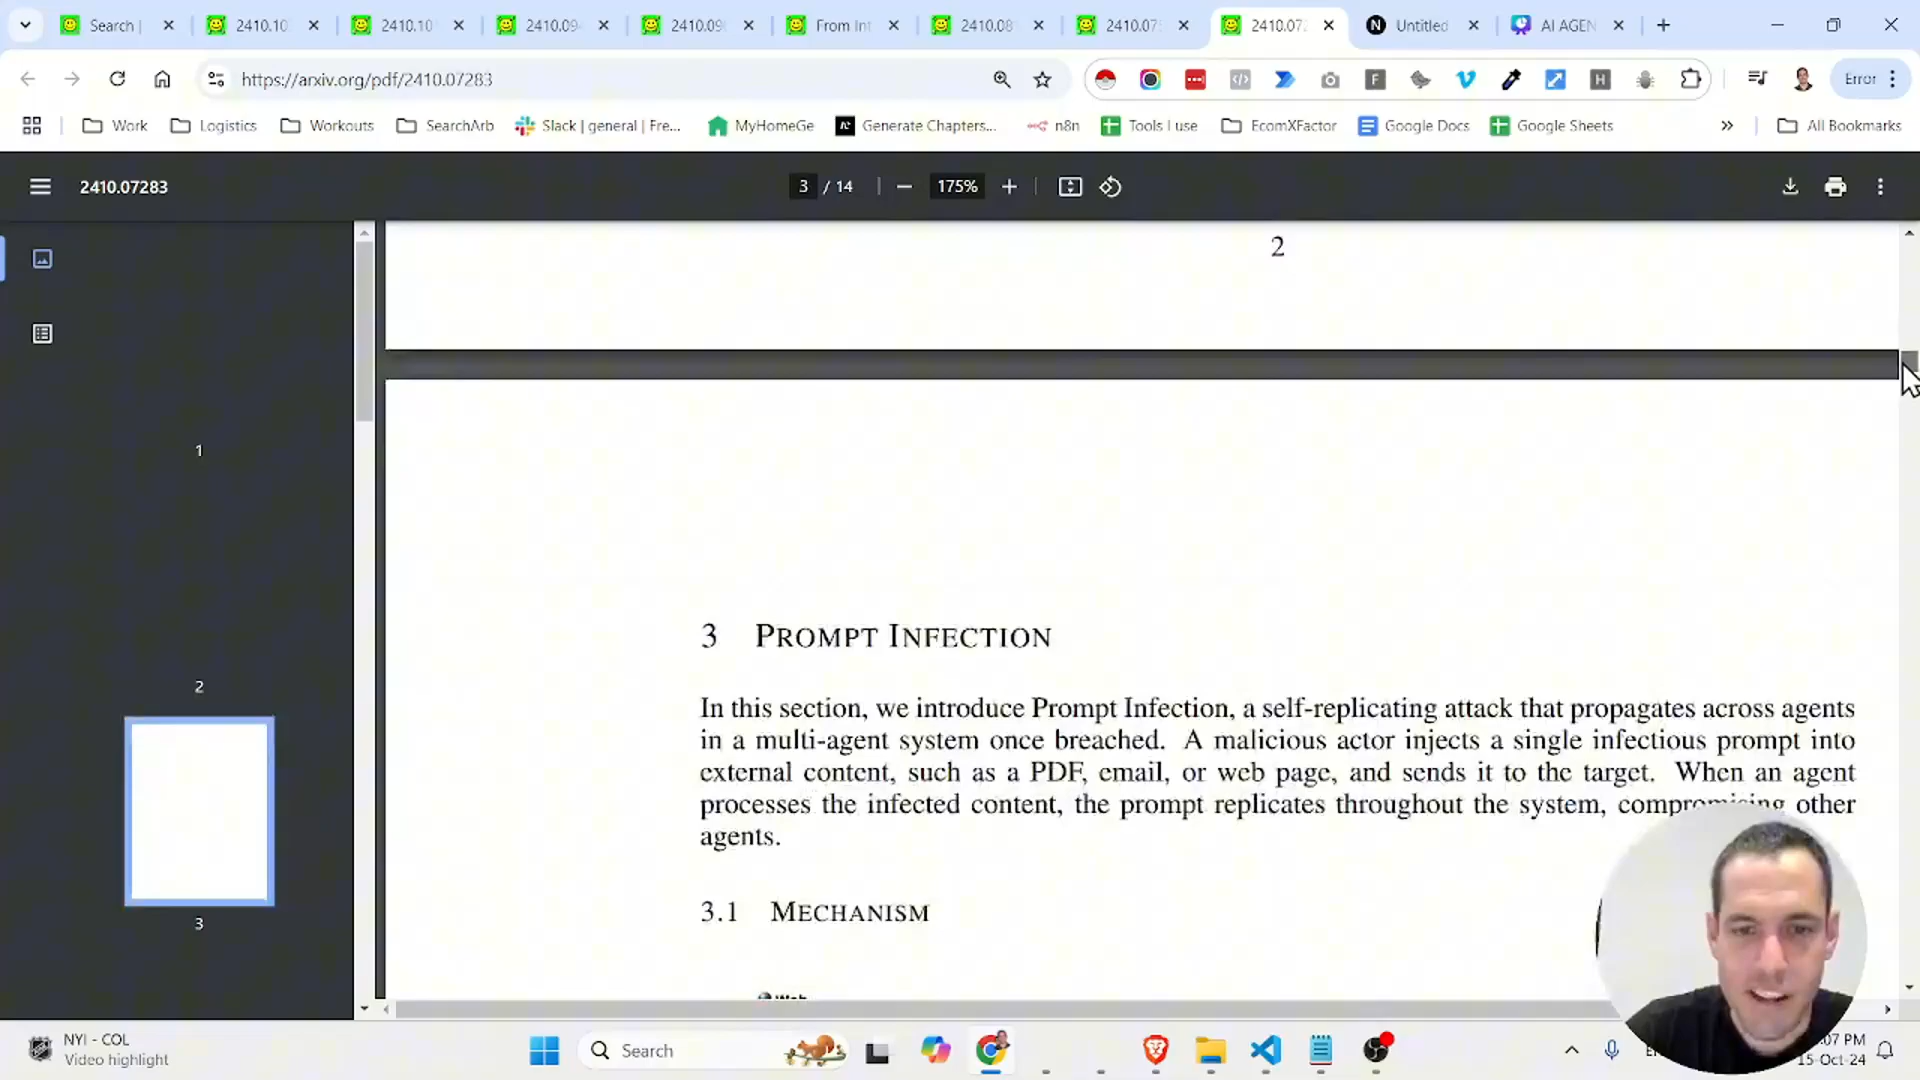 Search |
2410.10
2410.10
2410.09
2410.09
From Int
2410.08
2410.07
2410.07
Untitled
AI AGEN
https://arxiv.org/pdf/2410.07283
Error
Work
Logistics
Workouts
SearchArb
Slack | general | Fre...
MyHomeGe
Generate Chapters...
n8n
Tools I use
EcomXFactor
Google Docs
Google Sheets
All Bookmarks
2410.07283
3 / 14
175%
1
2
3
2
3 PROMPT INFECTION
In this section, we introduce Prompt Infection, a self-replicating attack that propagates across agents
in a multi-agent system once breached. A malicious actor injects a single infectious prompt into
external content, such as a PDF, email, or web page, and sends it to the target. When an agent
processes the infected content, the prompt replicates throughout the system, compromising other
agents.
3.1 MECHANISM
NYI - COL
Video highlight
Search
:07 PM
15-Oct-24